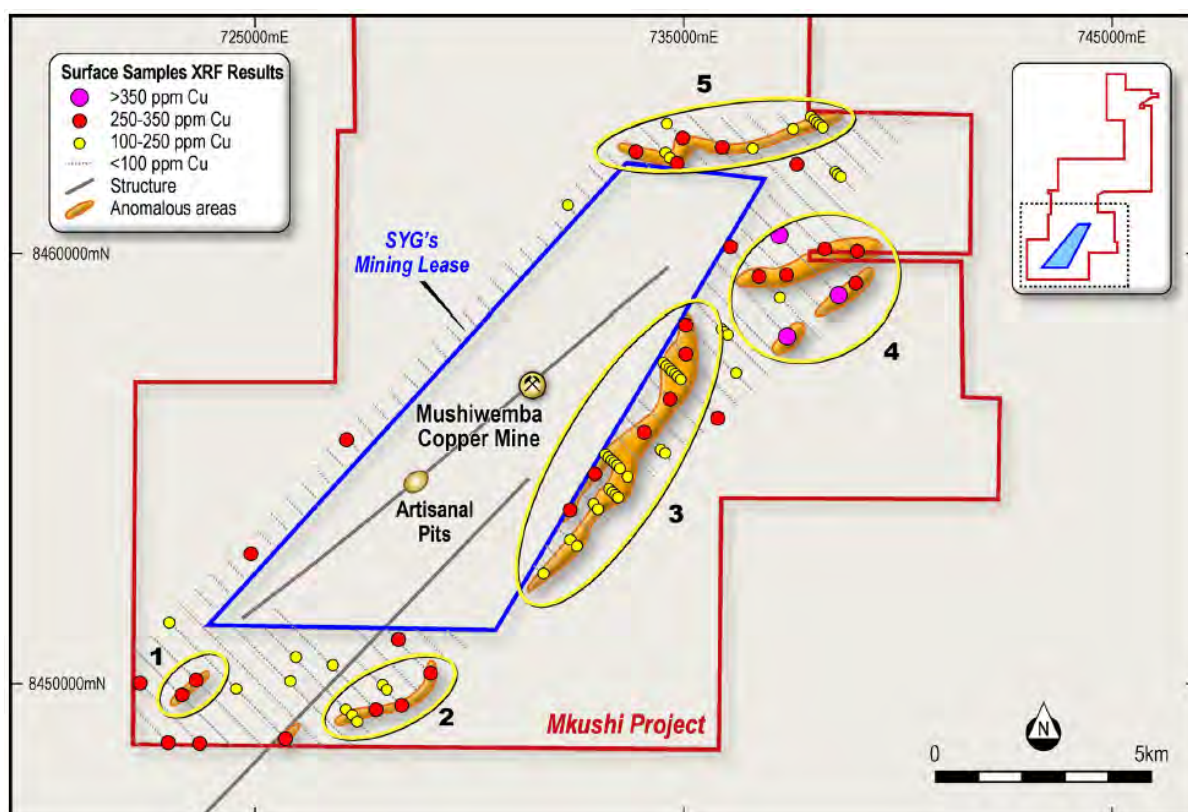 725000mE
735000mE
745000mE
Surface Samples XRF Results
>350 ppm Cu
250-350 ppm Cu
100-250 ppm Cu
<100 ppm Cu
Structure
Anomalous areas
5
8460000mN
SYG's
Mining Lease
4
Mushiwemba
Copper Mine
Artisanal
Pits
3
1
8450000mN
2
Mkushi Project
N
0
5km